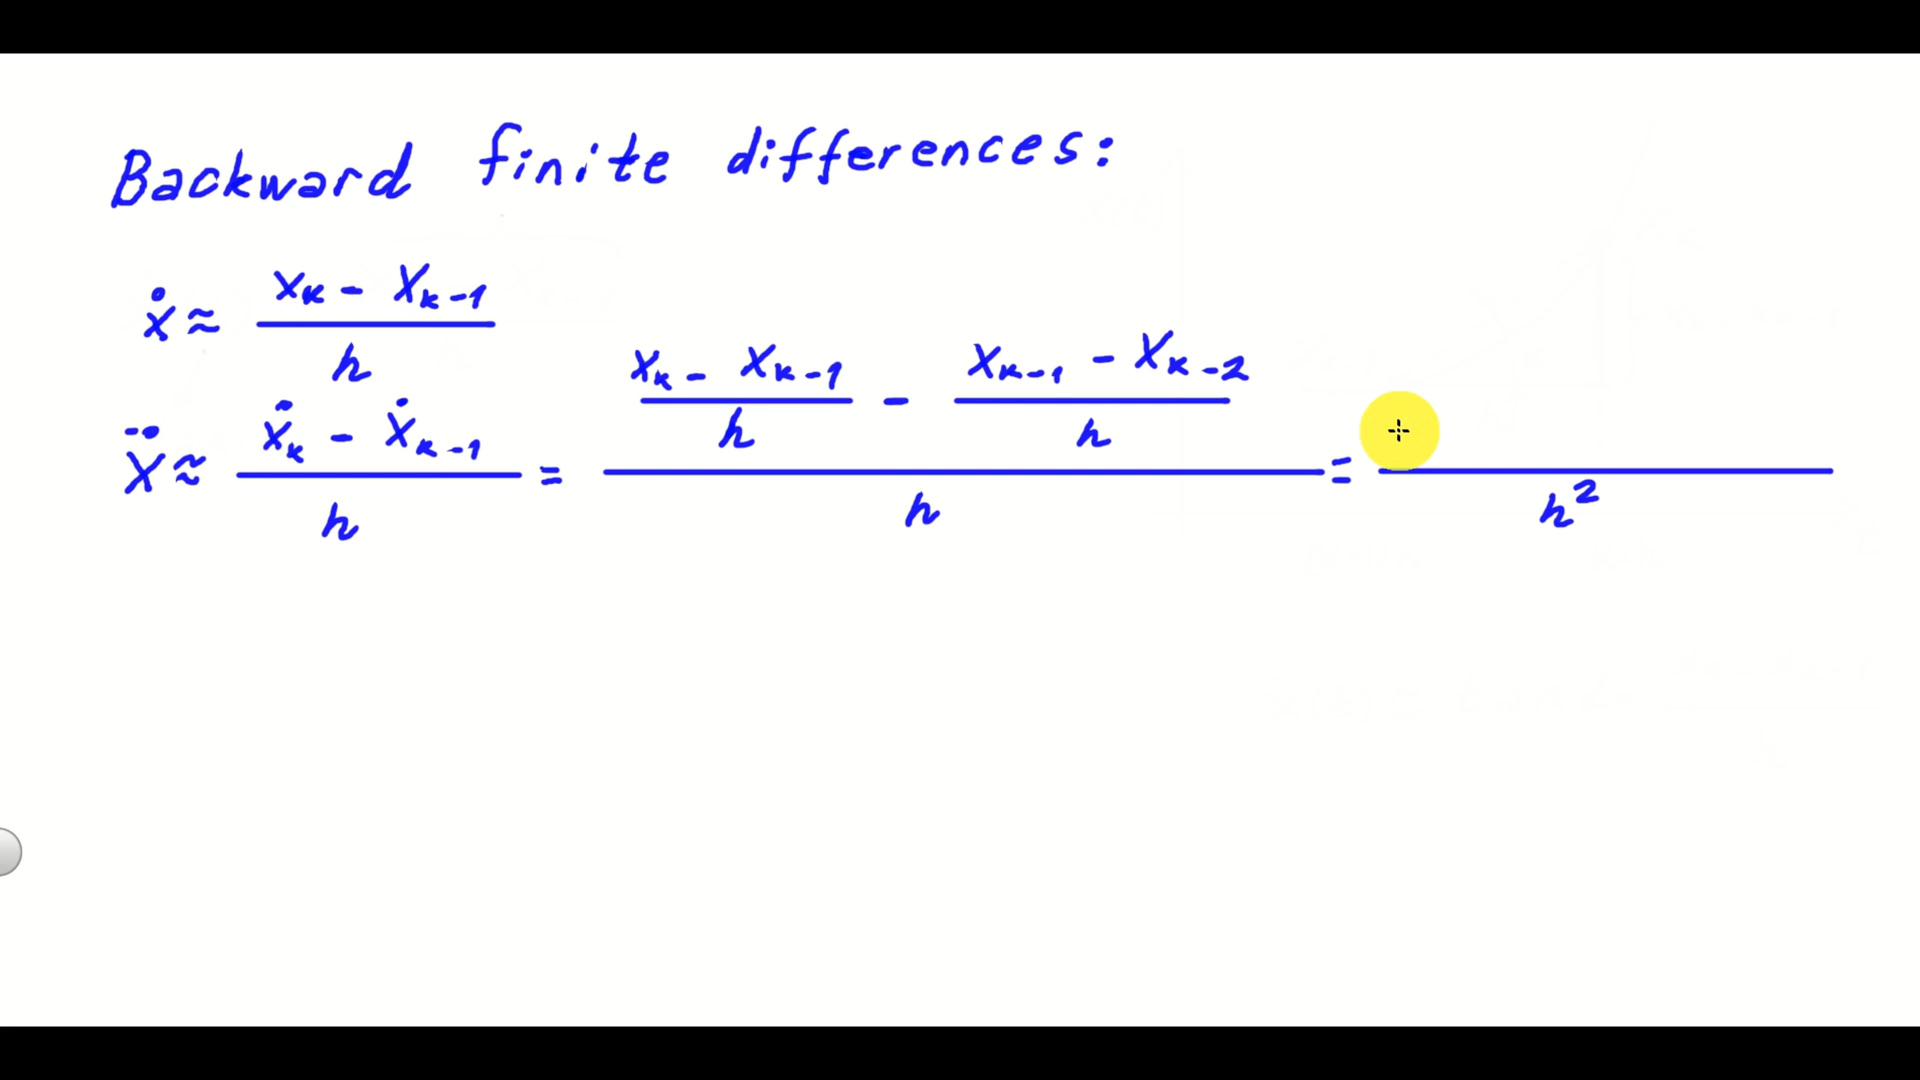 Backward finite differences:
ẋ ≈ (x_k - x_{k-1}) / h
ẍ ≈ (ẋ_k - ẋ_{k-1}) / h = ((x_k - x_{k-1}) / h - (x_{k-1} - x_{k-2}) / h) / h = / h²